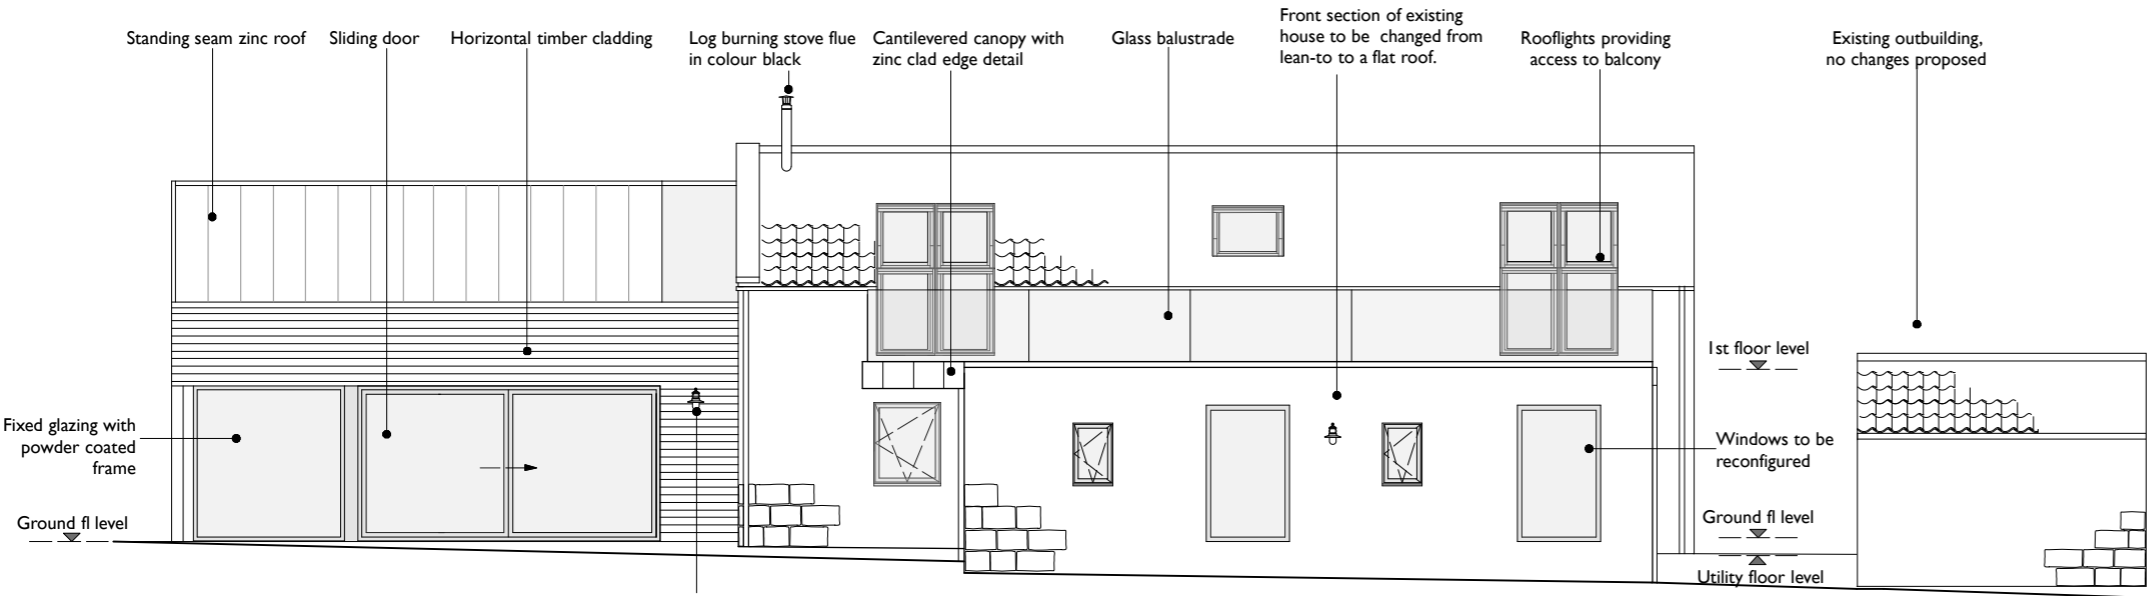 Standing seam zinc roof
Sliding door
Horizontal timber cladding
Log burning stove flue
in colour black
Cantilevered canopy with
zinc clad edge detail
Glass balustrade
Front section of existing
house to be changed from
lean-to to a flat roof.
Rooflights providing
access to balcony
Existing outbuilding,
no changes proposed
1st floor level
Fixed glazing with
powder coated
frame
Windows to be
reconfigured
Ground fl level
Ground fl level
Utility floor level